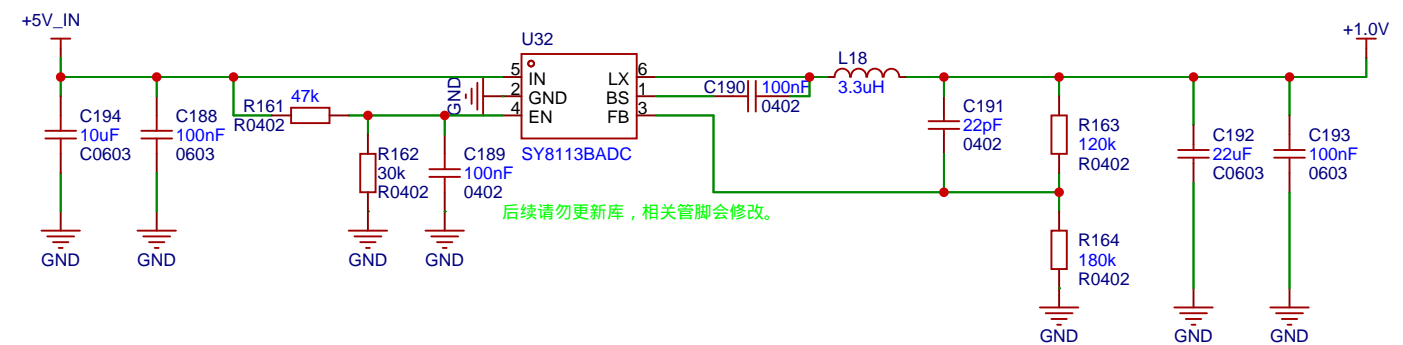 +5V_IN
+1.0V
U32
L18
3.3uH
5 IN
2 GND
4 EN
LX 6
BS 1
FB 3
SY8113BADC
GND
C190
100nF
0402
R161
47k
R0402
C194
10uF
C0603
C188
100nF
0603
R162
30k
R0402
C189
100nF
0402
C191
22pF
0402
R163
120k
R0402
C192
22uF
C0603
C193
100nF
0603
后续请勿更新库，相关管脚会修改。
R164
180k
R0402
GND
GND
GND
GND
GND
GND
GND